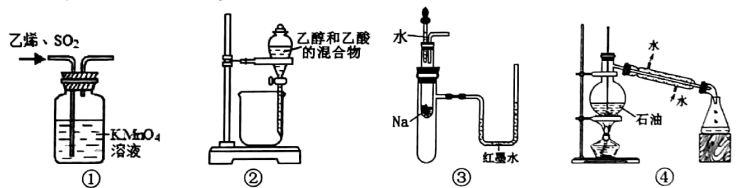 乙烯、SO₂
KMnO₄
溶液
①
乙醇和乙酸
的混合物
②
水
Na
红墨水
③
水
水
石油
④